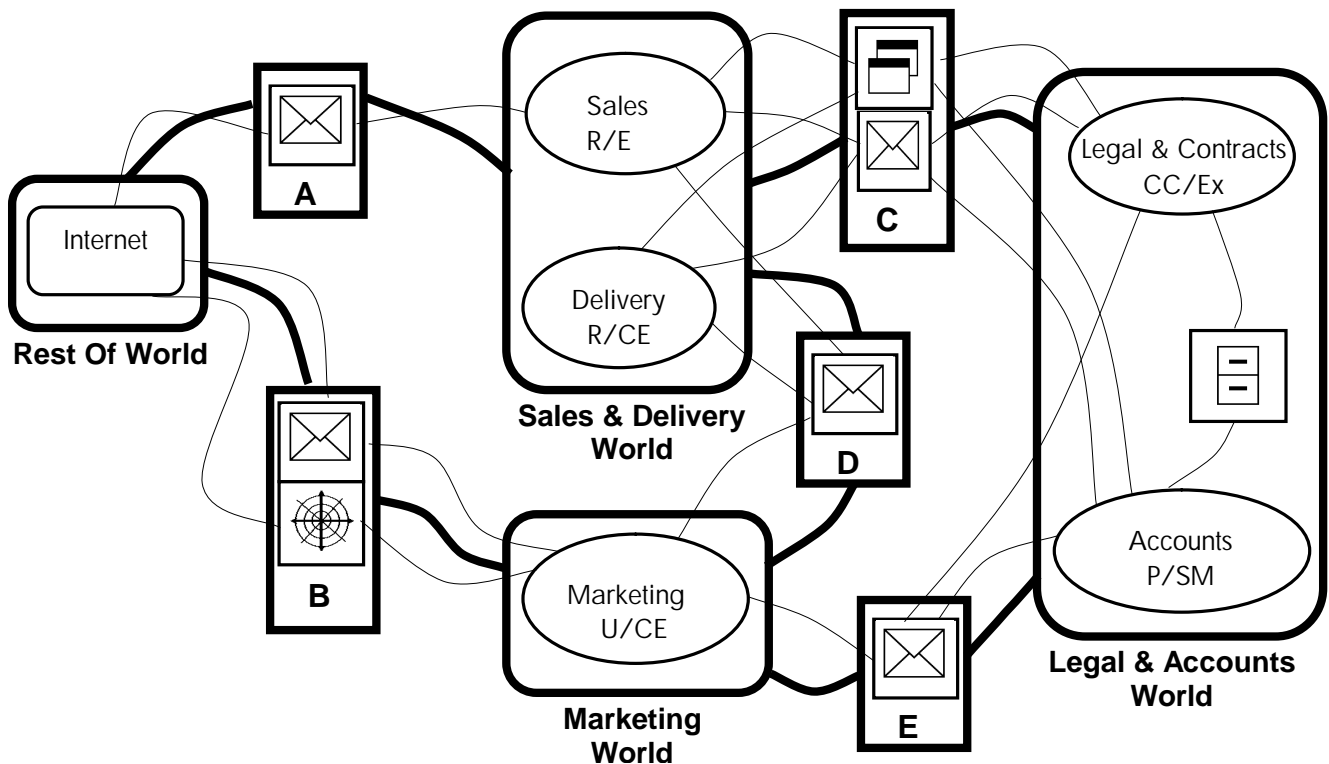 A
Sales
R/E
C
Legal & Contracts
CC/Ex
Internet
Rest Of World
Delivery
R/CE
Sales & Delivery
World
D
B
Marketing
U/CE
Marketing
World
E
Accounts
P/SM
Legal & Accounts
World